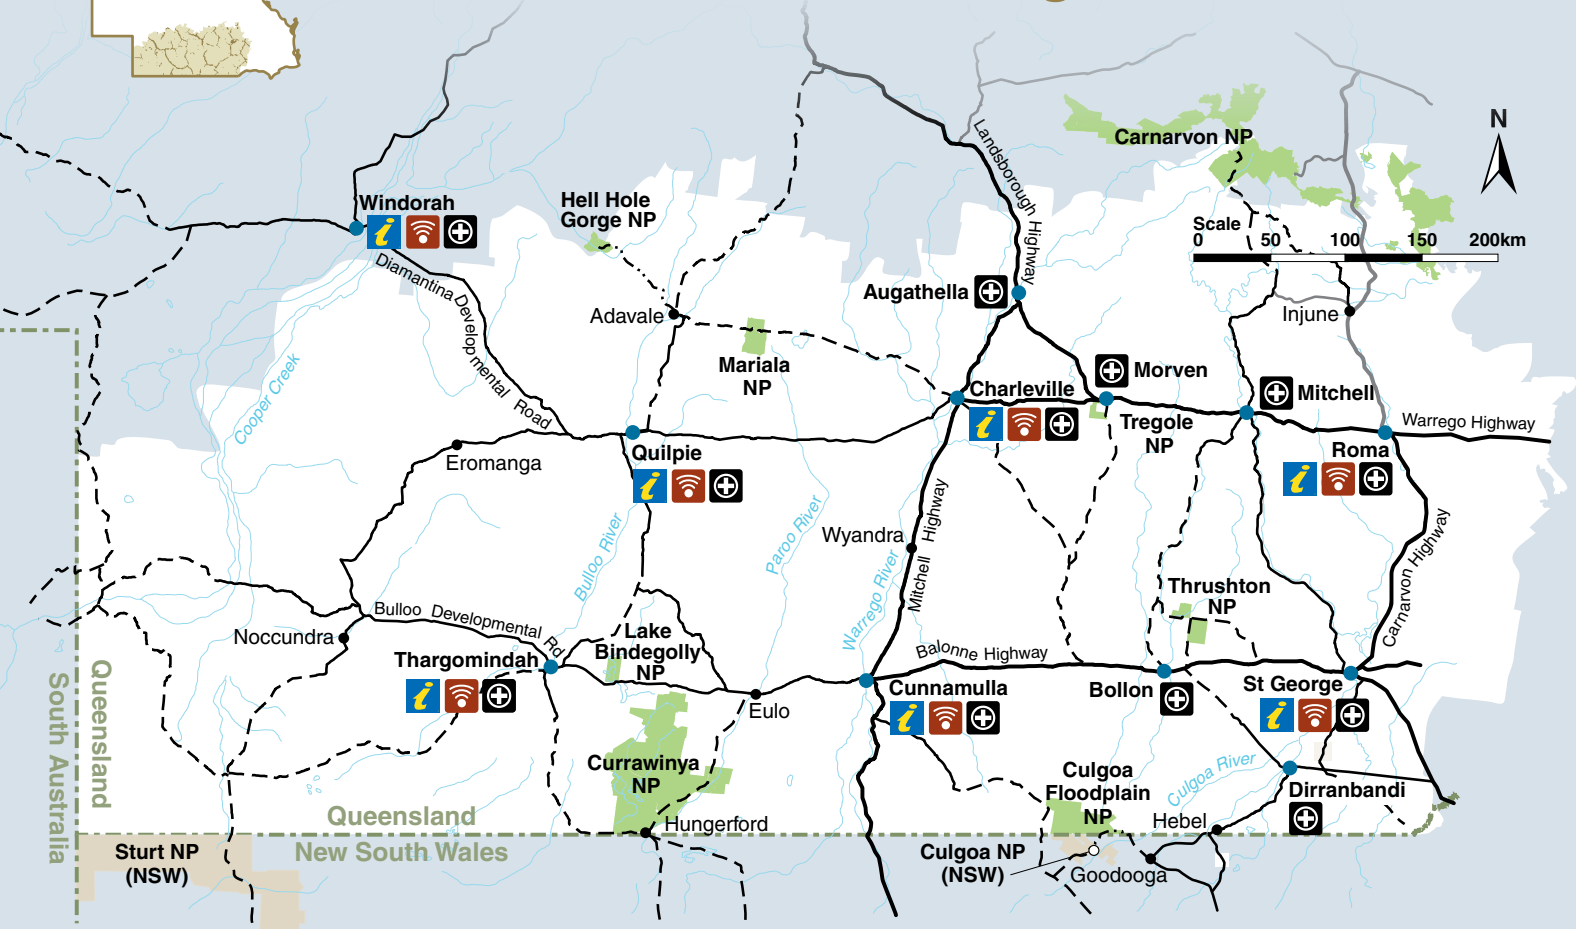 Carnarvon NP
N
Landsborough Highway
Windorah
i
Hell Hole
Gorge NP
Scale
0 50 100 150 200km
Diamantina Developmental Road
Augathella
Adavale
Injune
Mariala
NP
Cooper Creek
Charleville
i
Morven
Mitchell
Tregole
NP
Warrego Highway
Roma
i
Quilpie
i
Eromanga
Bulloo River
Paroo River
Wyandra
Warrego River
Mitchell Highway
Carnarvon Highway
Thrushton
NP
Bulloo Developmental Rd
Noccundra
Lake
Bindegolly
NP
Thargomindah
i
Balonne Highway
Cunnamulla
i
Bollon
St George
i
Eulo
Queensland
South Australia
Currawinya
NP
Culgoa
Floodplain
NP
Culgoa River
Dirranbandi
Hebel
Hungerford
Queensland
New South Wales
Sturt NP
(NSW)
Culgoa NP
(NSW)
Goodooga